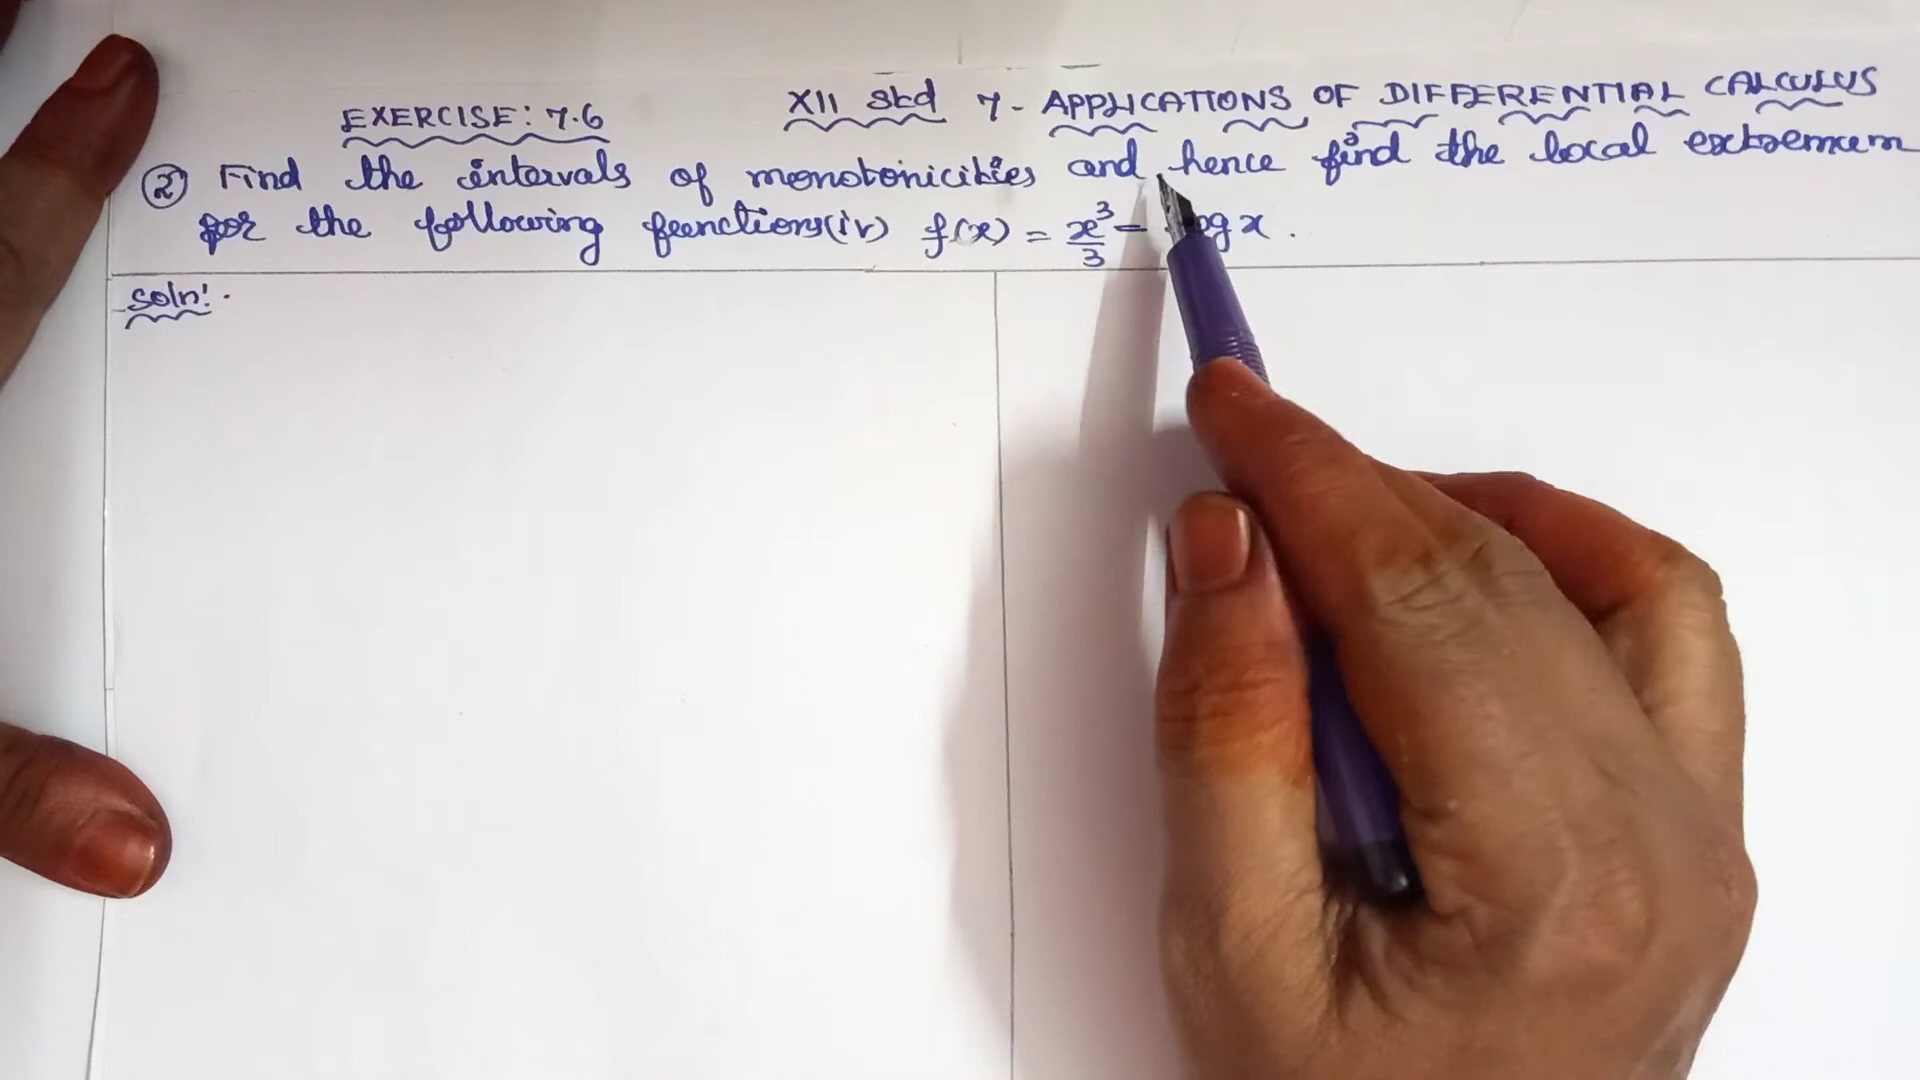 EXERCISE: 7.6 XII Std 7- APPLICATIONS OF DIFFERENTIAL CALCULUS
② Find the intervals of monotonicities and hence find the local extremum
for the following functions (iv) f(x) = x³/3 - log x.
Soln:.